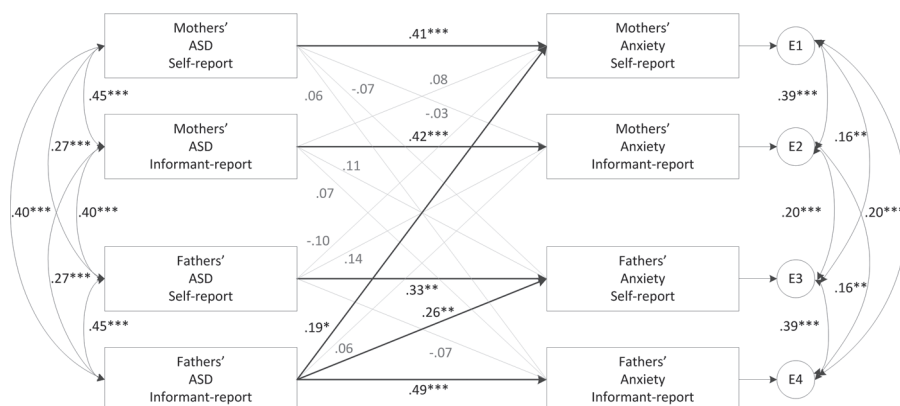 Mothers’
ASD
Self-report
.41***
Mothers’
Anxiety
Self-report
E1
.45***
.06
-.07
.08
-.03
.39***
.27***
Mothers’
ASD
Informant-report
.42***
Mothers’
Anxiety
Informant-report
E2
.16**
.11
.07
.40***
.40***
.20***
.20***
-.10
.14
.27***
Fathers’
ASD
Self-report
.33**
Fathers’
Anxiety
Self-report
E3
.16**
.26**
.45***
.19*
.06
-.07
.39***
Fathers’
ASD
Informant-report
.49***
Fathers’
Anxiety
Informant-report
E4